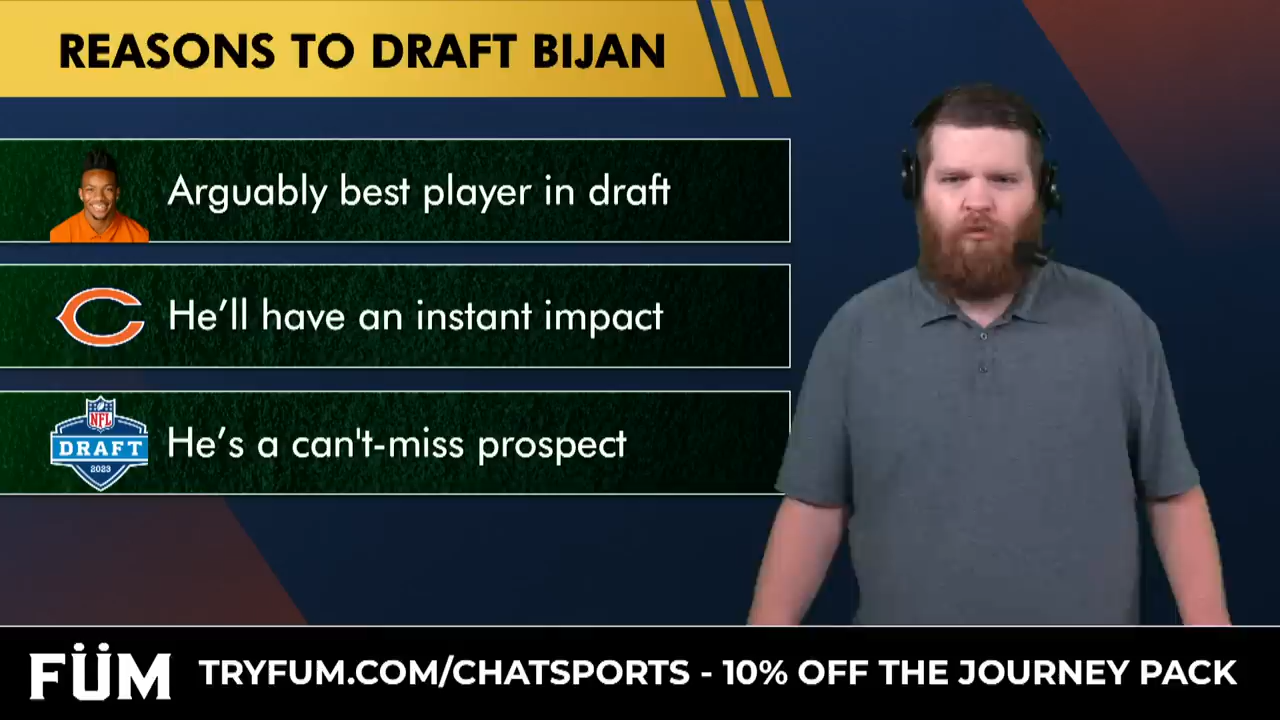 REASONS TO DRAFT BIJAN
Arguably best player in draft
He’ll have an instant impact
NFL
DRAFT
2023
He’s a can't-miss prospect
FÜM
TRYFUM.COM/CHATSPORTS - 10% OFF THE JOURNEY PACK